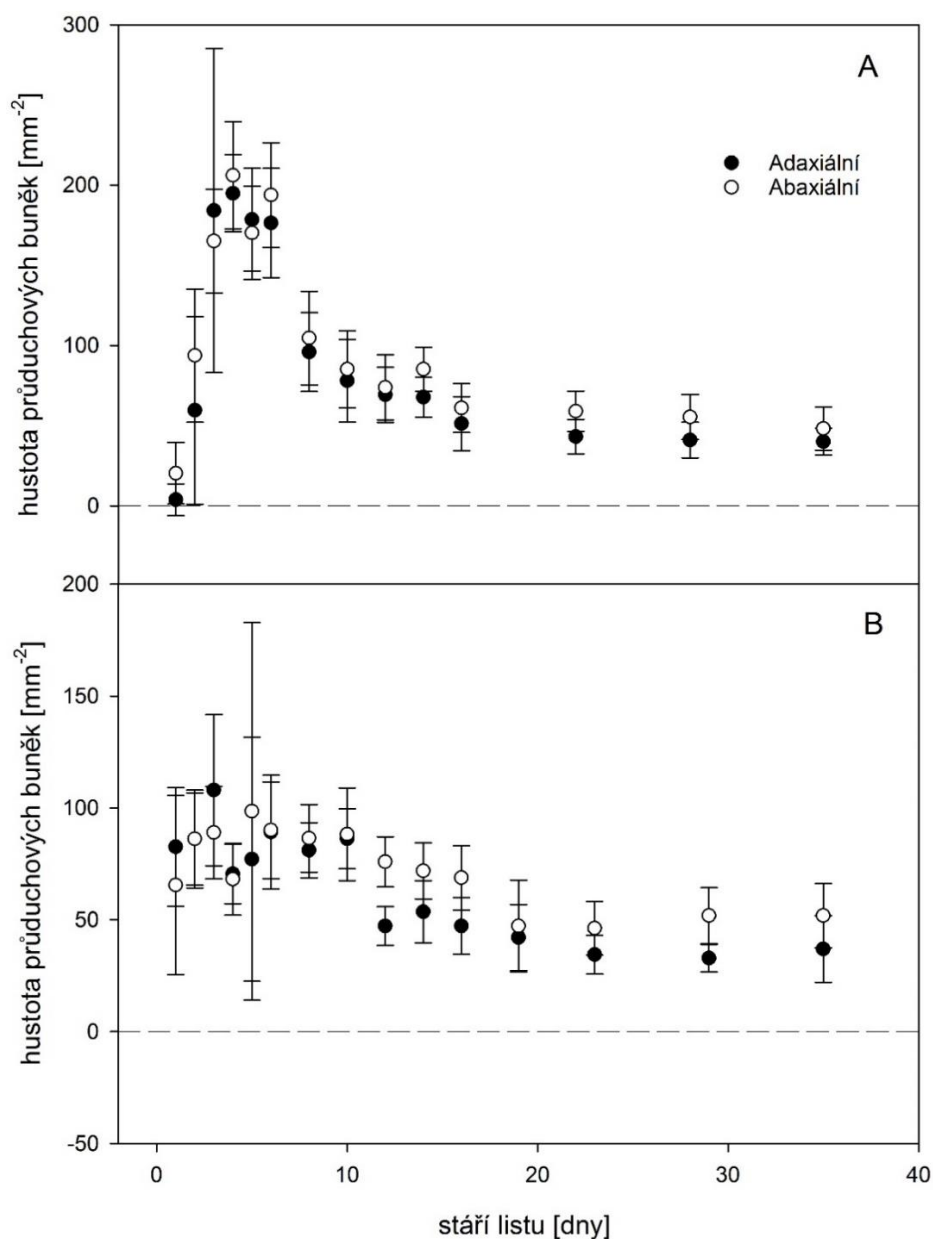 300
A
Adaxiální
Abaxiální
200
100
0
hustota průduchových buněk [mm-2]
200
B
150
100
50
0
-50
hustota průduchových buněk [mm-2]
0 10 20 30 40
stáří listu [dny]